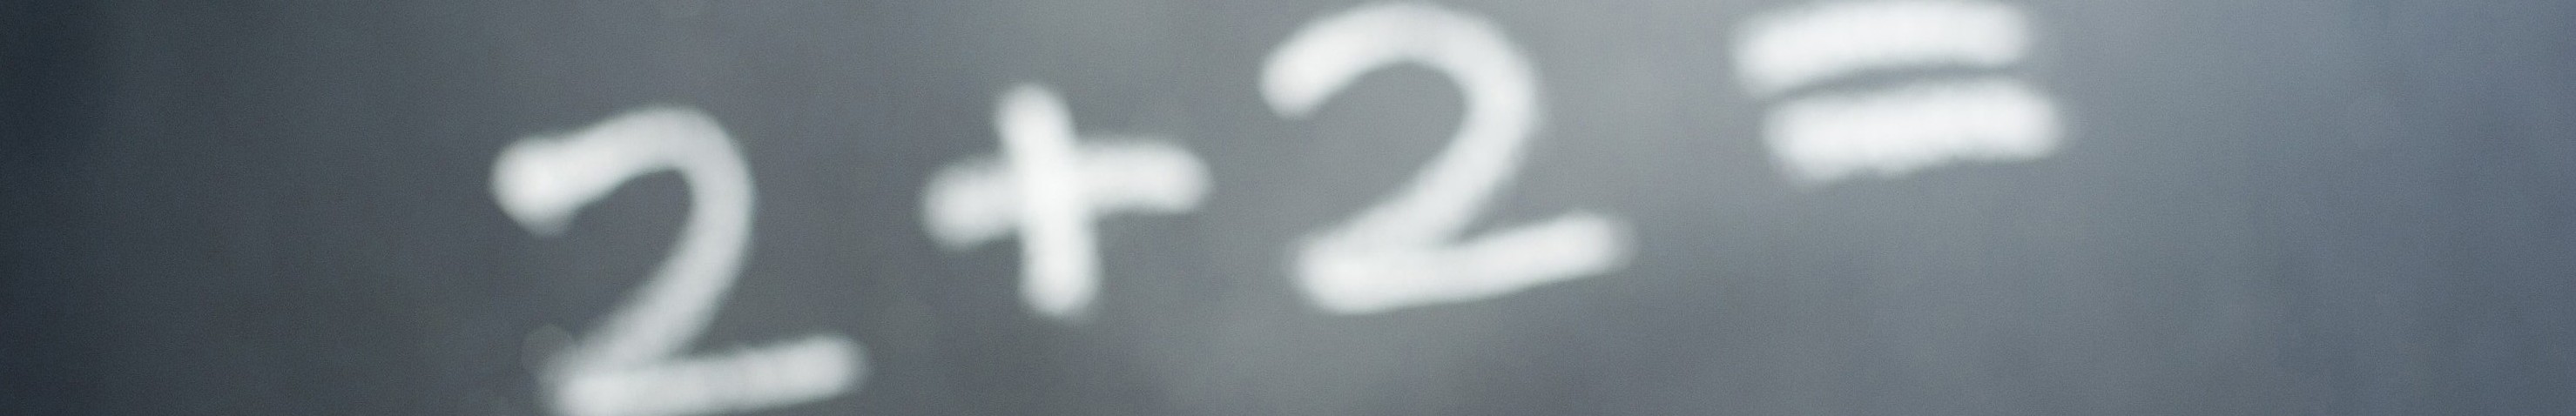 2 + 2 =